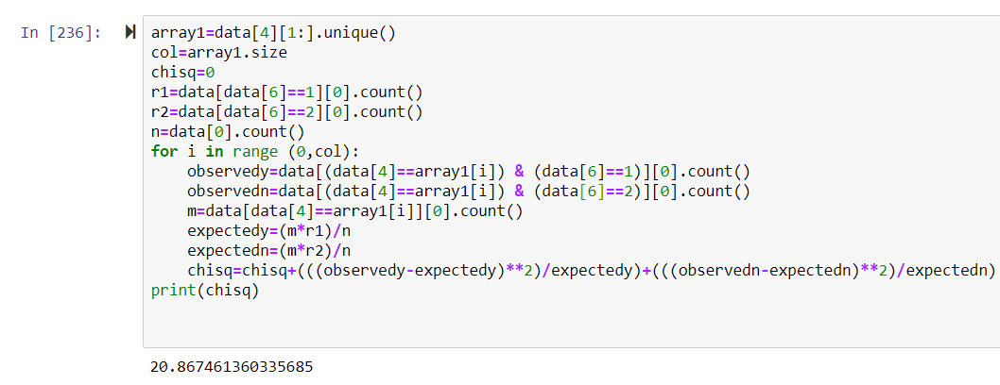 In [236]:
array1=data[4][1:].unique()
col=array1.size
chisq=0
r1=data[data[6]==1][0].count()
r2=data[data[6]==2][0].count()
n=data[0].count()
for i in range (0,col):
    observedy=data[(data[4]==array1[i]) & (data[6]==1)][0].count()
    observedn=data[(data[4]==array1[i]) & (data[6]==2)][0].count()
    m=data[data[4]==array1[i]][0].count()
    expectedy=(m*r1)/n
    expectedn=(m*r2)/n
    chisq=chisq+(((observedy-expectedy)**2)/expectedy)+(((observedn-expectedn)**2)/expectedn)
print(chisq)
20.867461360335685